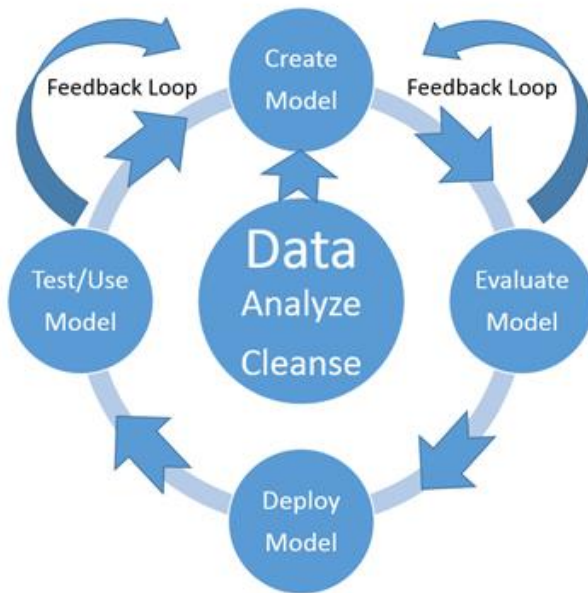 Create
Model
Feedback Loop
Feedback Loop
Data
Analyze
Cleanse
Test/Use
Model
Evaluate
Model
Deploy
Model